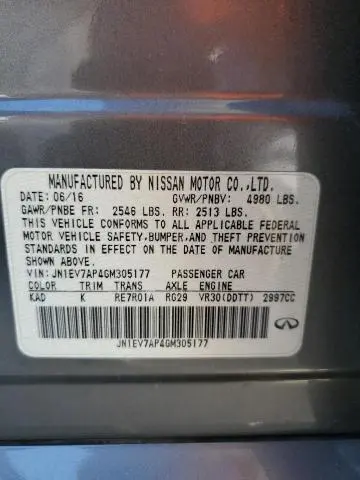 MANUFACTURED BY NISSAN MOTOR CO.,LTD.
DATE: 06/16 GVWR/PNBV: 4980 LBS.
GAWR/PNBE FR: 2546 LBS. RR: 2513 LBS.
THIS VEHICLE CONFORMS TO ALL APPLICABLE FEDERAL
MOTOR VEHICLE SAFETY,BUMPER,AND THEFT PREVENTION
STANDARDS IN EFFECT ON THE DATE OF MANUFACTURE
SHOWN ABOVE.
VIN: JN1EV7AP4GM305177 PASSENGER CAR
COLOR TRIM TRANS AXLE ENGINE
KAD K RE7R01A RG29 VR30(DDTT) 2997CC
JN1EV7AP4GM305177